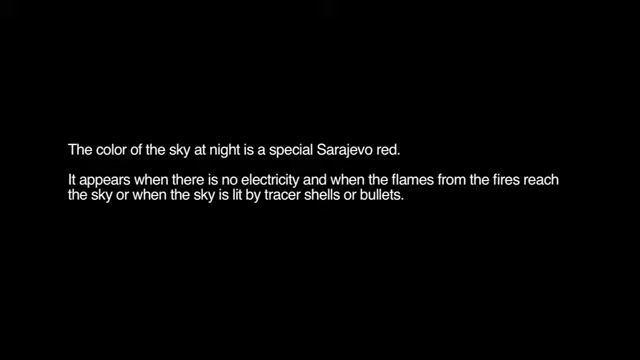 The color of the sky at night is a special Sarajevo red.
It appears when there is no electricity and when the flames from the fires reach
the sky or when the sky is lit by tracer shells or bullets.